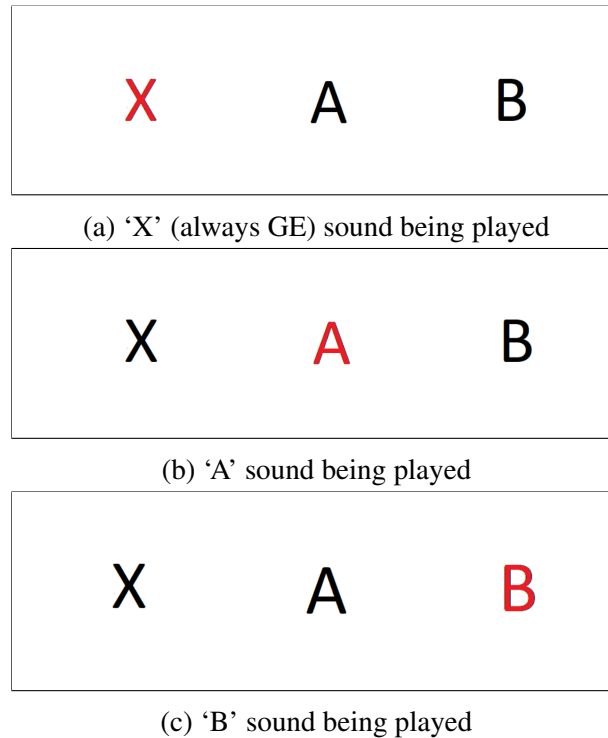 X A B
(a) ‘X’ (always GE) sound being played
X A B
(b) ‘A’ sound being played
X A B
(c) ‘B’ sound being played